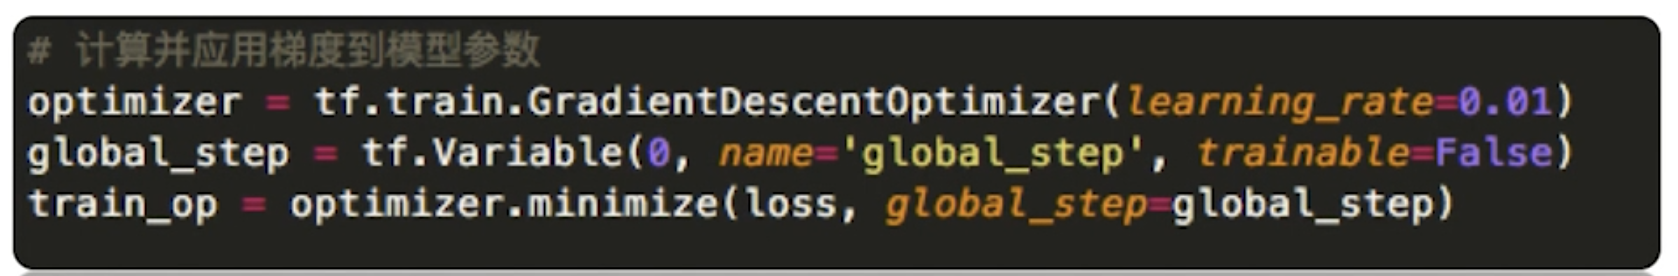 # 计算并应用梯度到模型参数
optimizer = tf.train.GradientDescentOptimizer(learning_rate=0.01)
global_step = tf.Variable(0, name='global_step', trainable=False)
train_op = optimizer.minimize(loss, global_step=global_step)